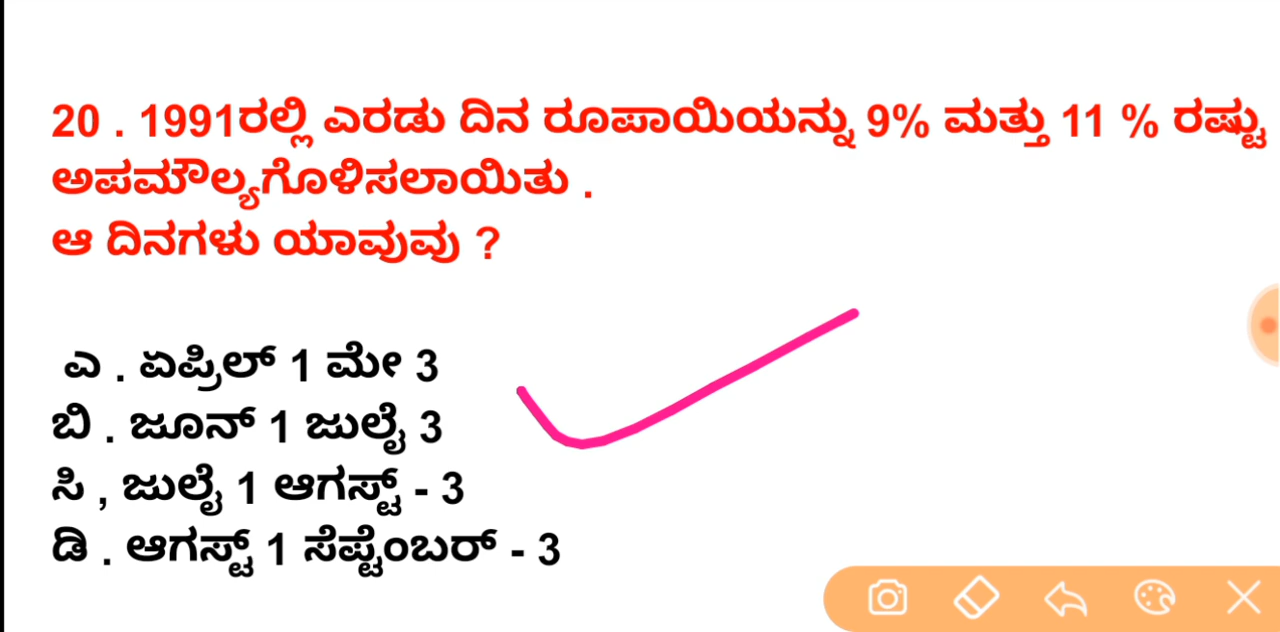 20 . 1991ರಲ್ಲಿ ಎರಡು ದಿನ ರೂಪಾಯಿಯನ್ನು 9% ಮತ್ತು 11 % ರಷ್ಟು
ಅಪಮೌಲ್ಯಗೊಳಿಸಲಾಯಿತು .
ಆ ದಿನಗಳು ಯಾವುವು ?
ಎ . ಏಪ್ರಿಲ್ 1 ಮೇ 3
ಬಿ . ಜೂನ್ 1 ಜುಲೈ 3
ಸಿ , ಜುಲೈ 1 ಆಗಸ್ಟ್ - 3
ಡಿ . ಆಗಸ್ಟ್ 1 ಸೆಪ್ಟೆಂಬರ್ - 3